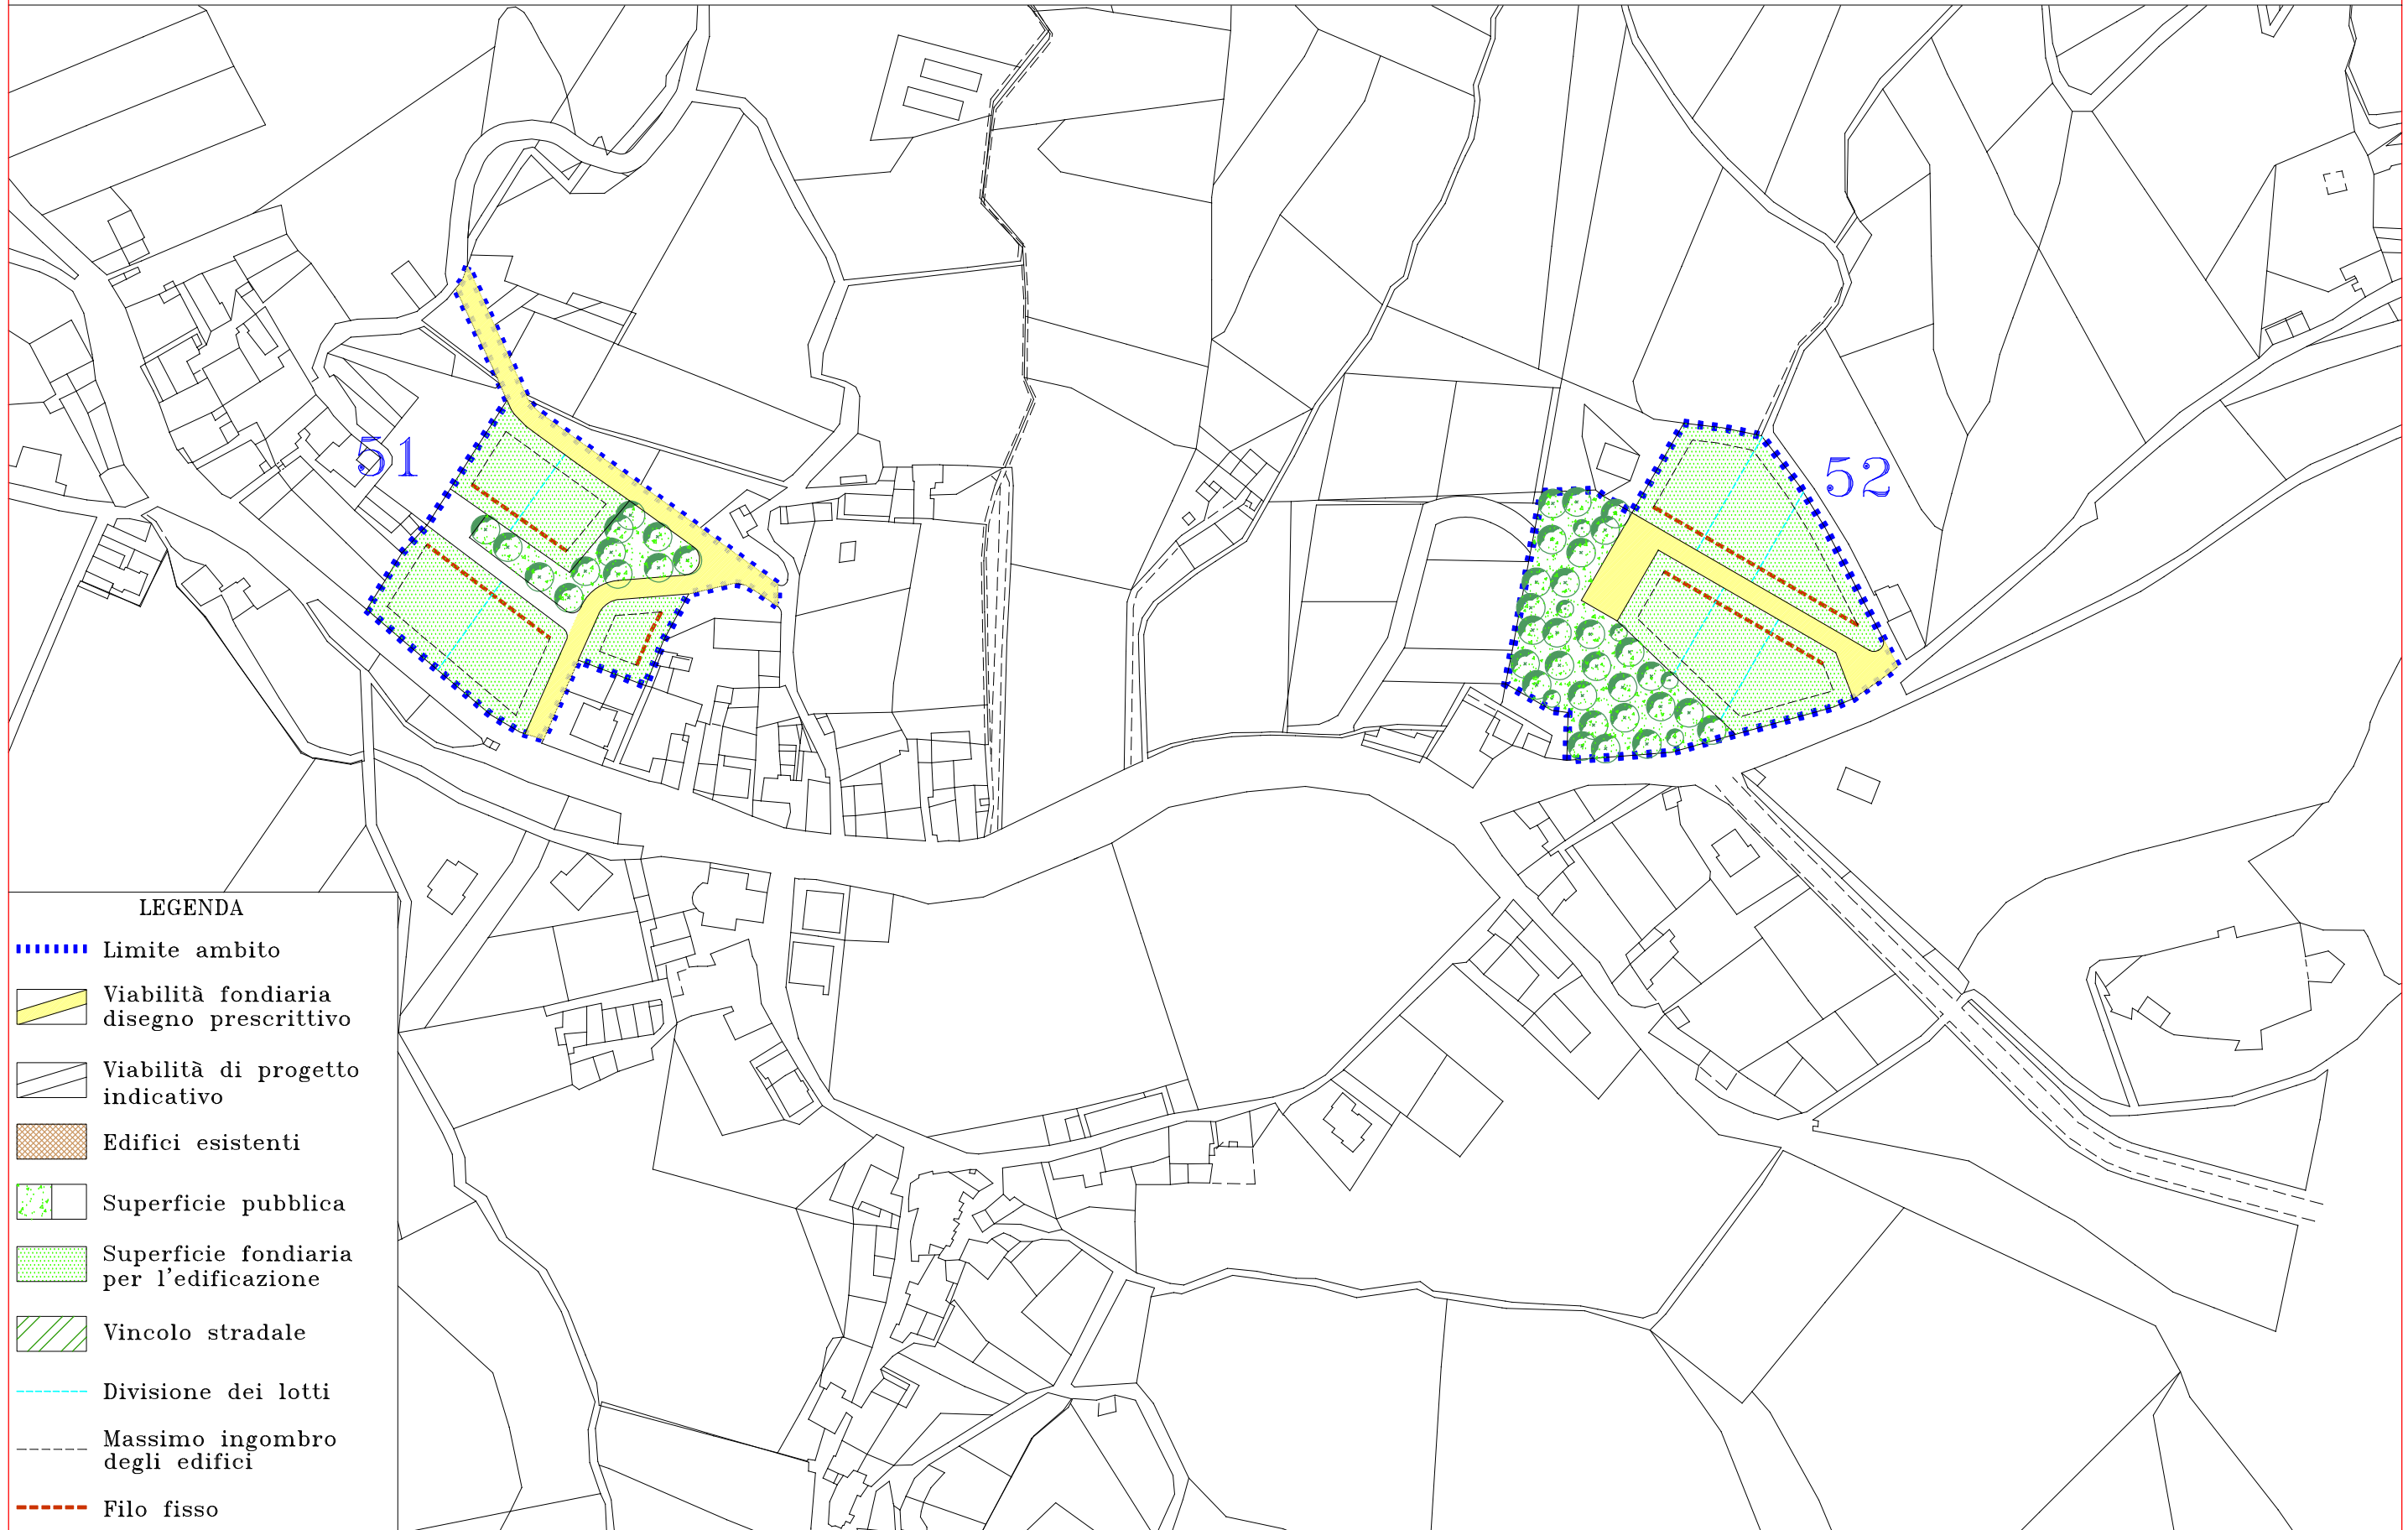 51
52
LEGENDA
Limite ambito
Viabilità fondiaria
disegno prescrittivo
Viabilità di progetto
indicativo
Edifici esistenti
Superficie pubblica
Superficie fondiaria
per l'edificazione
Vincolo stradale
Divisione dei lotti
Massimo ingombro
degli edifici
Filo fisso